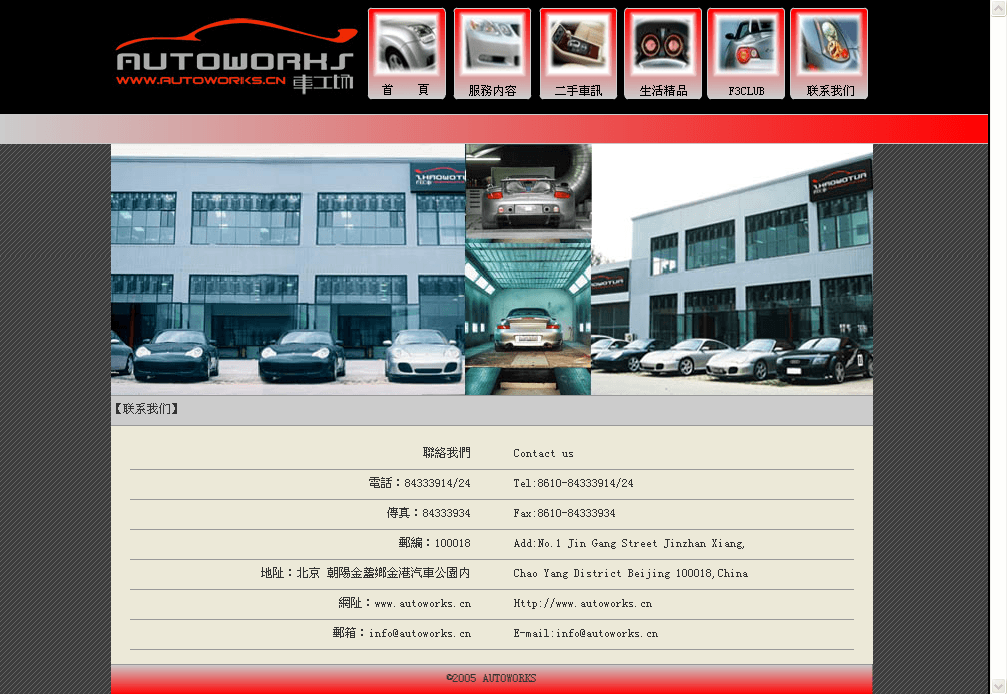 AUTOWORKS
WWW.AUTOWORKS.CN 車工場
首 頁
服務内容
二手車訊
生活精品
F3CLUB
联系我们
【联系我们】
聯絡我們 Contact us
電話：84333914/24 Tel:8610-84333914/24
傳真：84333934 Fax:8610-84333934
郵編：100018 Add:No.1 Jin Gang Street Jinzhan Xiang,
地址：北京 朝陽金盞鄉金港汽車公園内 Chao Yang District Beijing 100018,China
網址：www.autoworks.cn Http://www.autoworks.cn
郵箱：info@autoworks.cn E-mail:info@autoworks.cn
©2005 AUTOWORKS